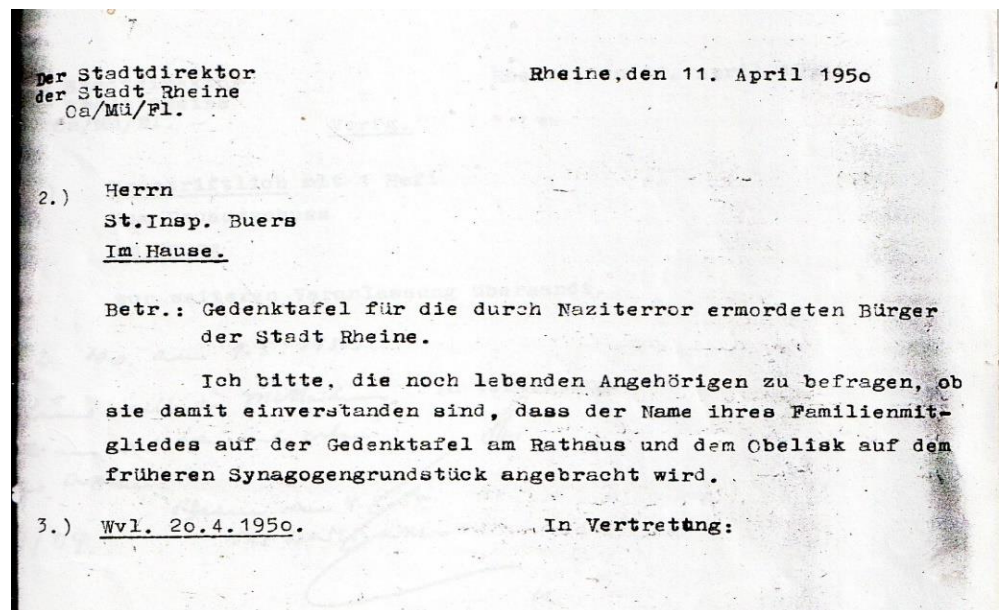 Der Stadtdirektor
der Stadt Rheine
Ca/Mü/Fl.
Rheine,den 11. April 195o
2.) Herrn
St.Insp. Buers
Im Hause.
Betr.: Gedenktafel für die durch Naziterror ermordeten Bürger
der Stadt Rheine.
Ich bitte, die noch lebenden Angehörigen zu befragen, ob
sie damit einverstanden sind, dass der Name ihres Familienmit-
gliedes auf der Gedenktafel am Rathaus und dem Obelisk auf dem
früheren Synagogengrundstück angebracht wird.
3.) Wvl. 2o.4.195o. In Vertretung: